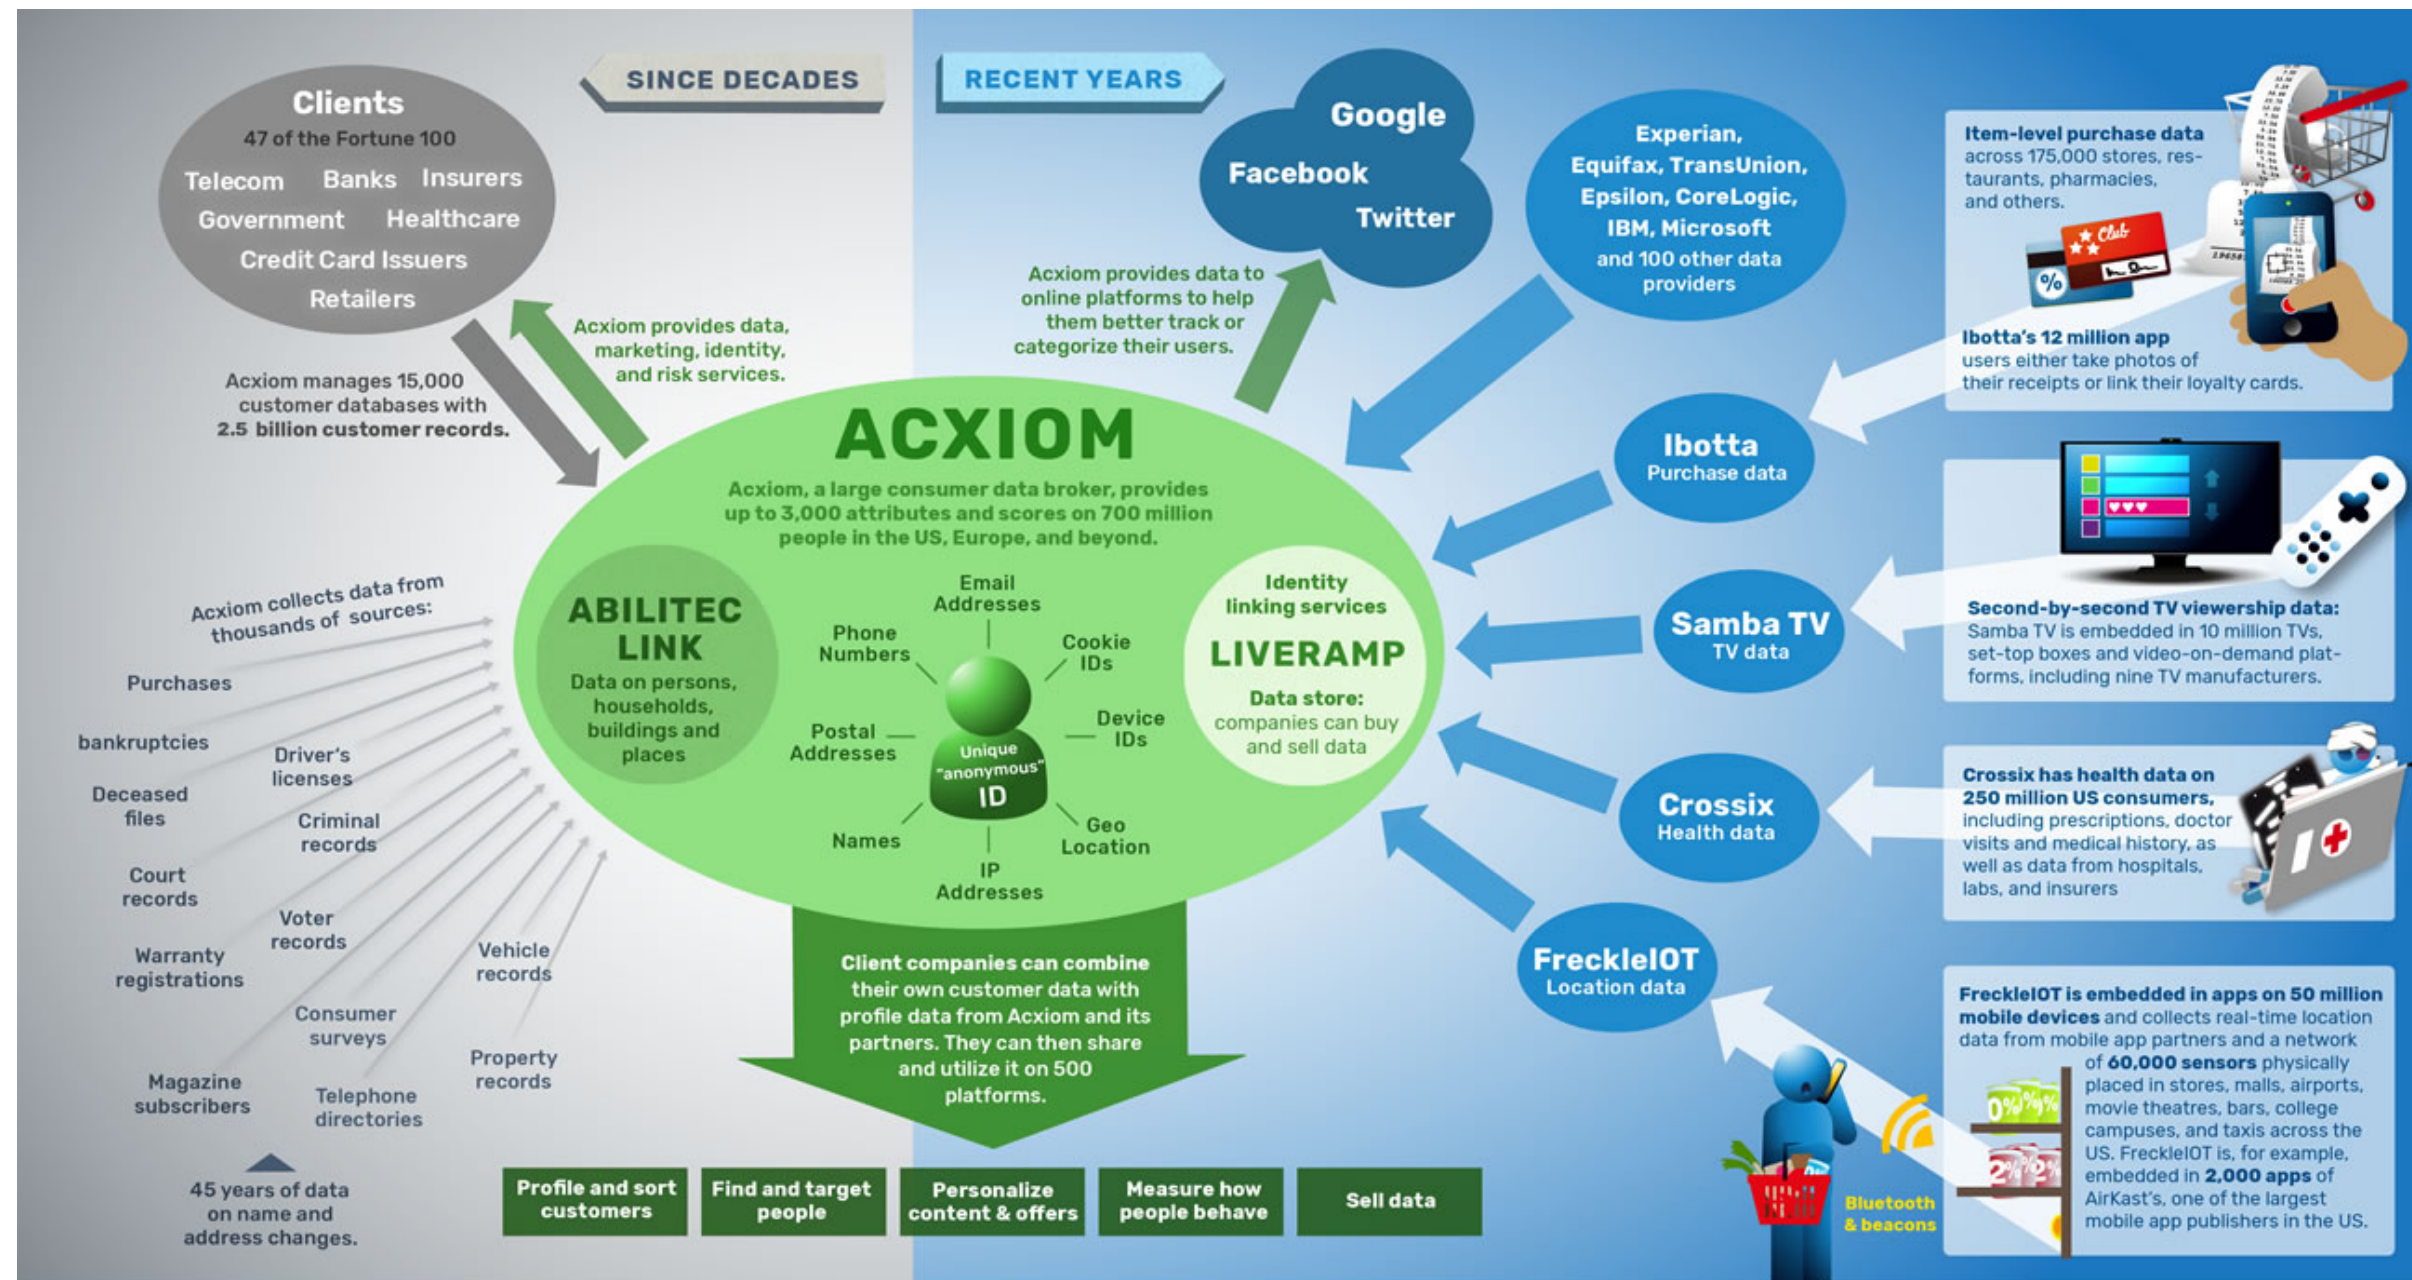 SINCE DECADES
RECENT YEARS
Clients
47 of the Fortune 100
Telecom Banks Insurers
Government Healthcare
Credit Card Issuers
Retailers
Acxiom manages 15,000
customer databases with
2.5 billion customer records.
Acxiom provides data,
marketing, identity,
and risk services.
Google
Facebook
Twitter
Acxiom provides data to
online platforms to help
them better track or
categorize their users.
Experian,
Equifax, TransUnion,
Epsilon, CoreLogic,
IBM, Microsoft
and 100 other data
providers
ACXIOM
Acxiom, a large consumer data broker, provides
up to 3,000 attributes and scores on 700 million
people in the US, Europe, and beyond.
ABILITEC
LINK
Data on persons,
households,
buildings and
places
Email
Addresses
Phone
Numbers
Cookie
IDs
Postal
Addresses
Device
IDs
Unique
"anonymous"
ID
Names
Geo
Location
IP
Addresses
Identity
linking services
LIVERAMP
Data store:
companies can buy
and sell data
Acxiom collects data from
thousands of sources:
Purchases
bankruptcies
Driver's
licenses
Deceased
files
Criminal
records
Court
records
Voter
records
Warranty
registrations
Vehicle
records
Consumer
surveys
Property
records
Magazine
subscribers
Telephone
directories
45 years of data
on name and
address changes.
Client companies can combine
their own customer data with
profile data from Acxiom and its
partners. They can then share
and utilize it on 500
platforms.
Profile and sort
customers
Find and target
people
Personalize
content & offers
Measure how
people behave
Sell data
Ibotta
Purchase data
Samba TV
TV data
Crossix
Health data
FreckleIOT
Location data
Item-level purchase data
across 175,000 stores, res-
taurants, pharmacies,
and others.
Club
%
Ibotta's 12 million app
users either take photos of
their receipts or link their loyalty cards.
Second-by-second TV viewership data:
Samba TV is embedded in 10 million TVs,
set-top boxes and video-on-demand plat-
forms, including nine TV manufacturers.
Crossix has health data on
250 million US consumers,
including prescriptions, doctor
visits and medical history, as
well as data from hospitals,
labs, and insurers
FreckleIOT is embedded in apps on 50 million
mobile devices and collects real-time location
data from mobile app partners and a network
of 60,000 sensors physically
placed in stores, malls, airports,
movie theatres, bars, college
campuses, and taxis across the
US. FreckleIOT is, for example,
embedded in 2,000 apps of
AirKast's, one of the largest
mobile app publishers in the US.
0% % %
2% % 2%
Bluetooth
& beacons